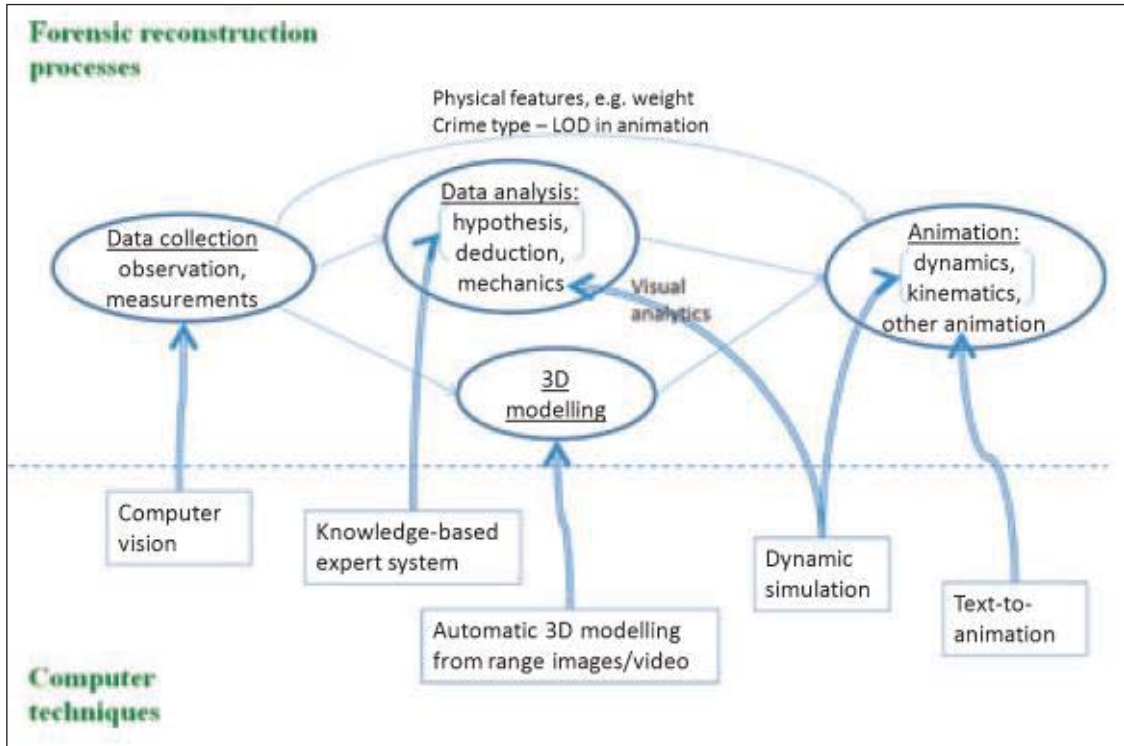 Forensic reconstruction
processes
Physical features, e.g. weight
Crime type – LOD in animation
Data collection
observation,
measurements
Data analysis:
hypothesis,
deduction,
mechanics
Visual
analytics
Animation:
dynamics,
kinematics,
other animation
3D
modelling
Computer
vision
Knowledge-based
expert system
Automatic 3D modelling
from range images/video
Dynamic
simulation
Text-to-
animation
Computer
techniques